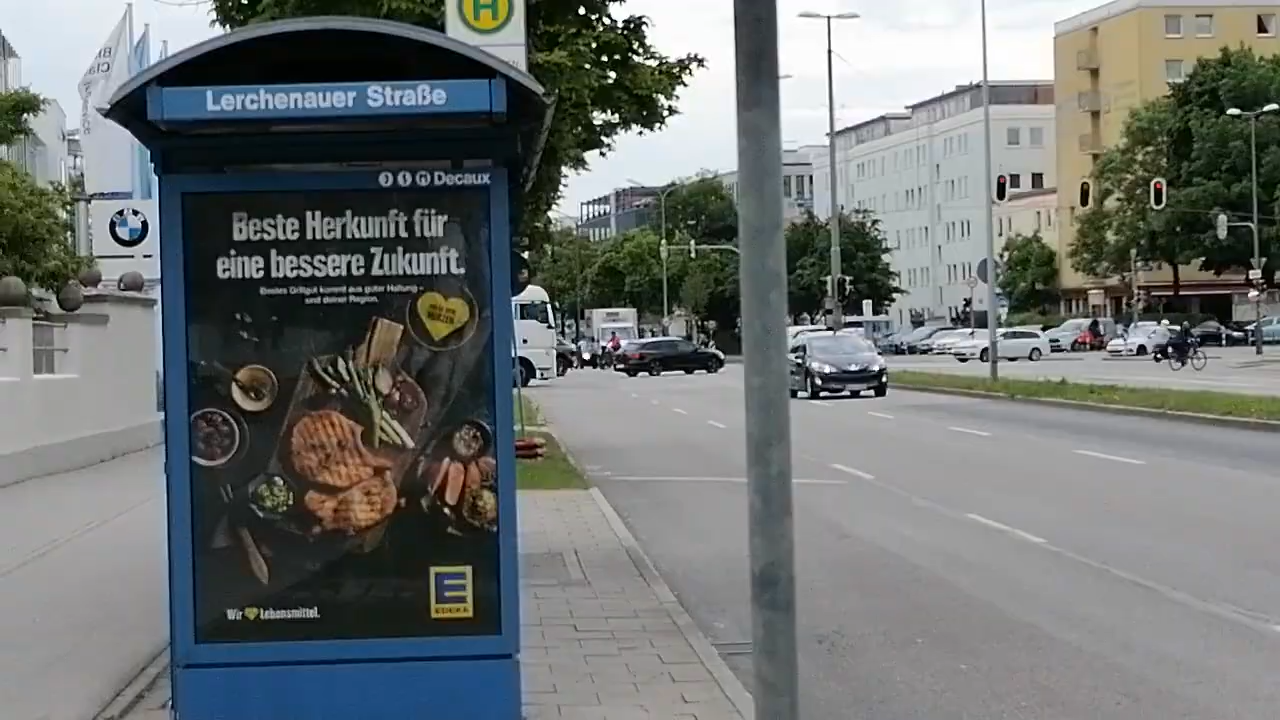 H
Lerchenauer Straße
Decaux
Beste Herkunft für
eine bessere Zukunft.
Bestes Grillgut kommt aus guter Haltung –
und deiner Region.
HERZEN
Wir Lebensmittel.
E
EDEKA
BMW